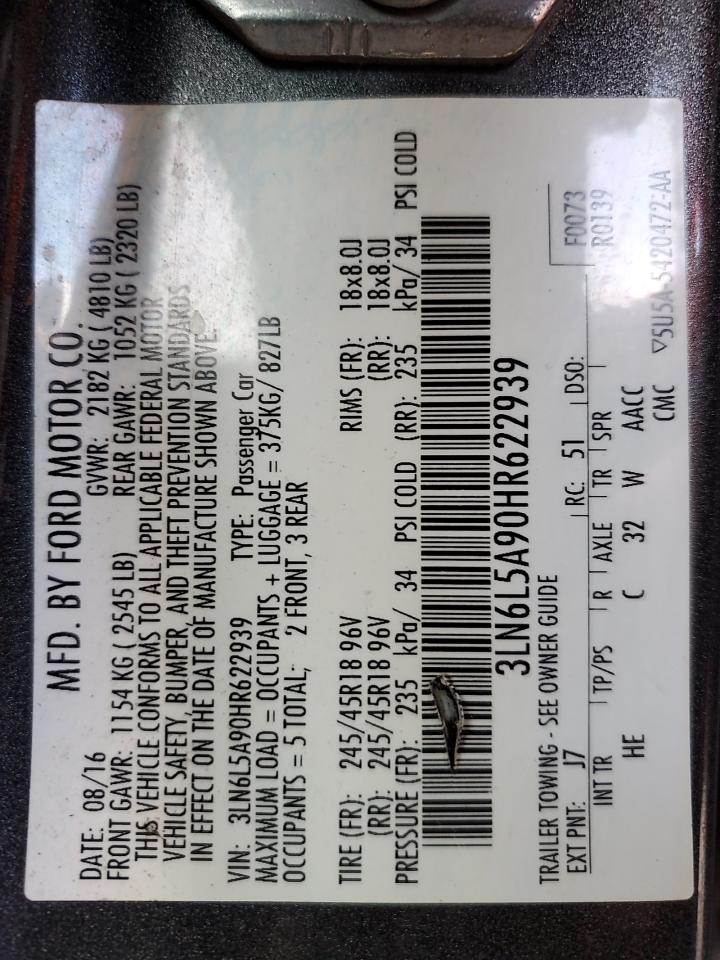 MFD. BY FORD MOTOR CO.
DATE: 08/16 GVWR: 2182 KG ( 4810 LB)
FRONT GAWR: 1154 KG ( 2545 LB) REAR GAWR: 1052 KG ( 2320 LB)
THIS VEHICLE CONFORMS TO ALL APPLICABLE FEDERAL MOTOR
VEHICLE SAFETY, BUMPER, AND THEFT PREVENTION STANDARDS
IN EFFECT ON THE DATE OF MANUFACTURE SHOWN ABOVE.
VIN: 3LN6L5A90HR622939 TYPE: Passenger Car
MAXIMUM LOAD = OCCUPANTS + LUGGAGE = 375KG/ 827LB
OCCUPANTS = 5 TOTAL; 2 FRONT, 3 REAR
TIRE (FR): 245/45R18 96V RIMS (FR): 18x8.0J
(RR): 245/45R18 96V (RR): 18x8.0J
PRESSURE (FR): 235 kPa/ 34 PSI COLD (RR): 235 kPa/ 34 PSI COLD
3LN6L5A90HR622939
TRAILER TOWING - SEE OWNER GUIDE F0073
EXT PNT: J7 RC: 51 DSO: R0139
INT TR TP/PS R AXLE TR SPR
HE C 32 W AACC
CMC ▽5U5A-5420472-AA